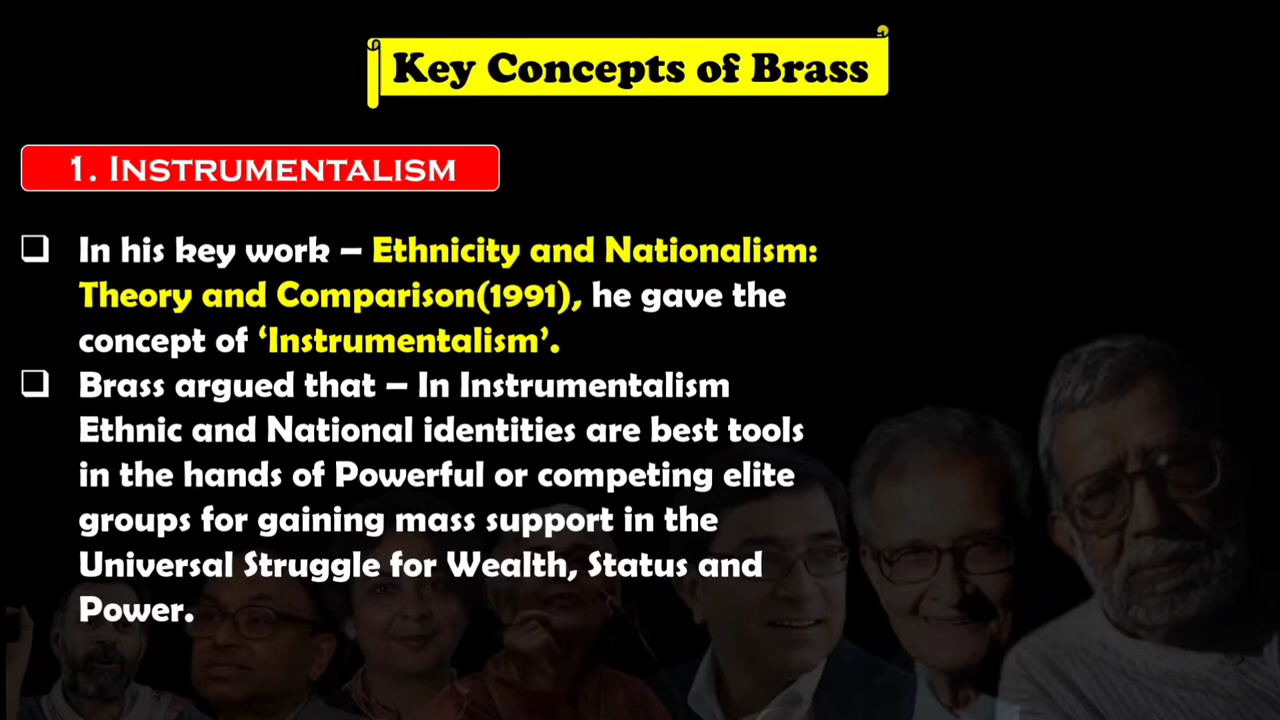 Key Concepts of Brass
1. INSTRUMENTALISM
❑ In his key work – Ethnicity and Nationalism:
Theory and Comparison(1991), he gave the
concept of ‘Instrumentalism’.
❑ Brass argued that – In Instrumentalism
Ethnic and National identities are best tools
in the hands of Powerful or competing elite
groups for gaining mass support in the
Universal Struggle for Wealth, Status and
Power.